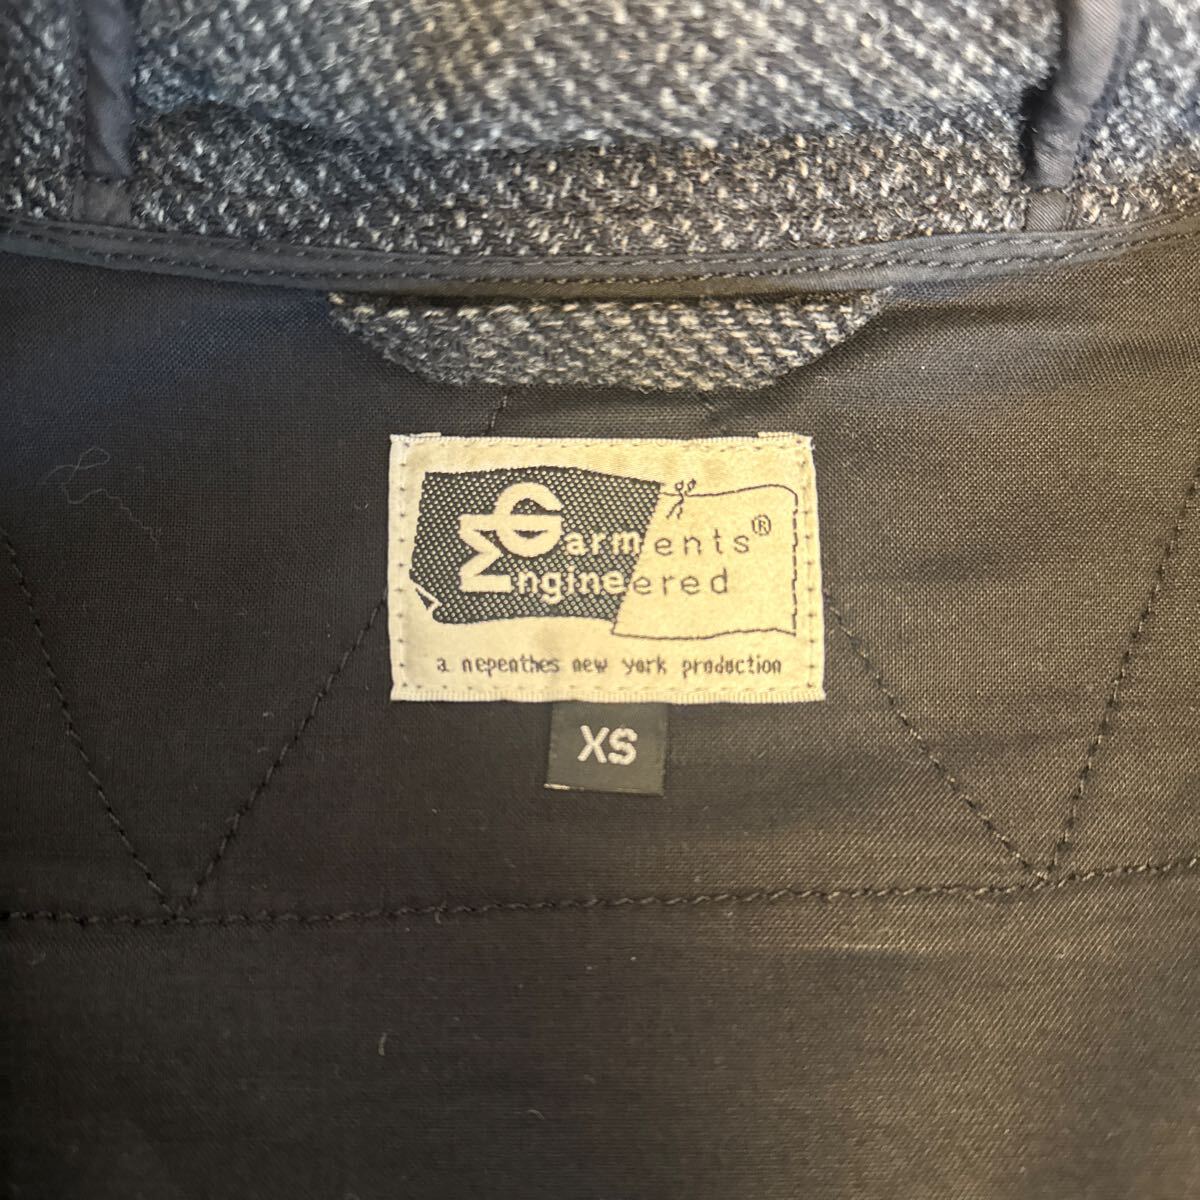 Garments®
Engineered
a nepenthes new york production
XS